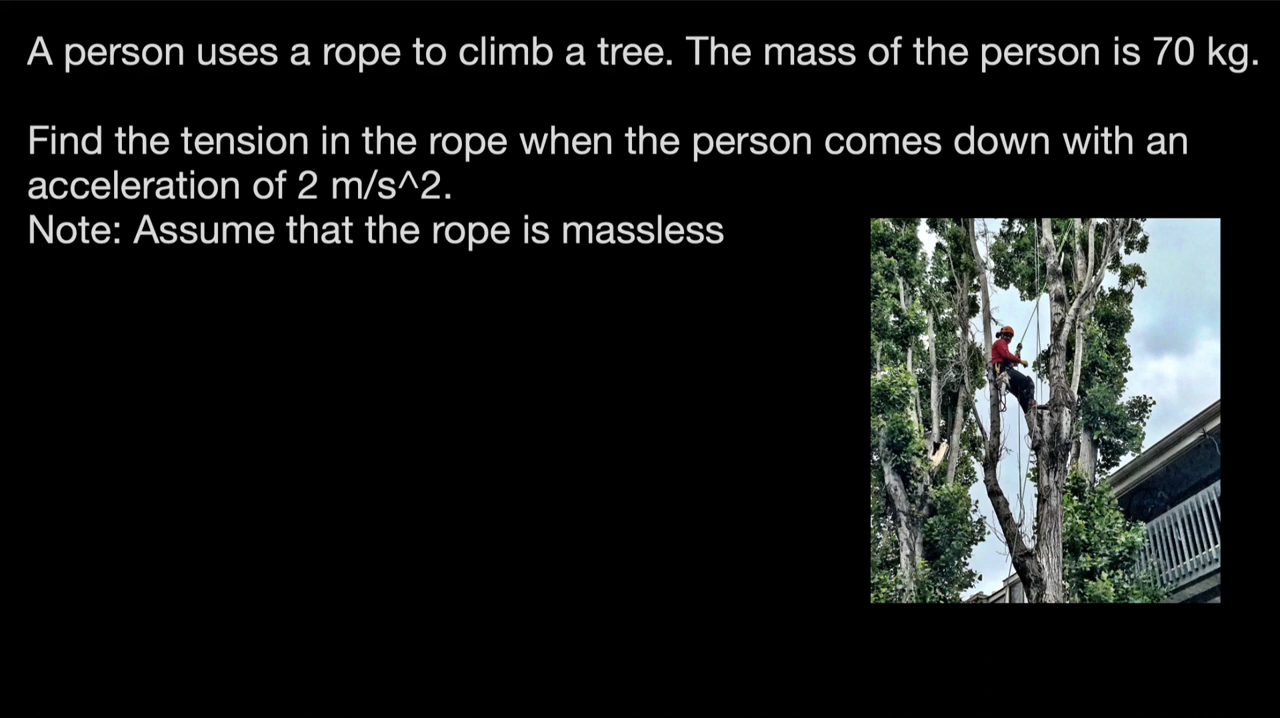 A person uses a rope to climb a tree. The mass of the person is 70 kg.
Find the tension in the rope when the person comes down with an
acceleration of 2 m/s^2.
Note: Assume that the rope is massless